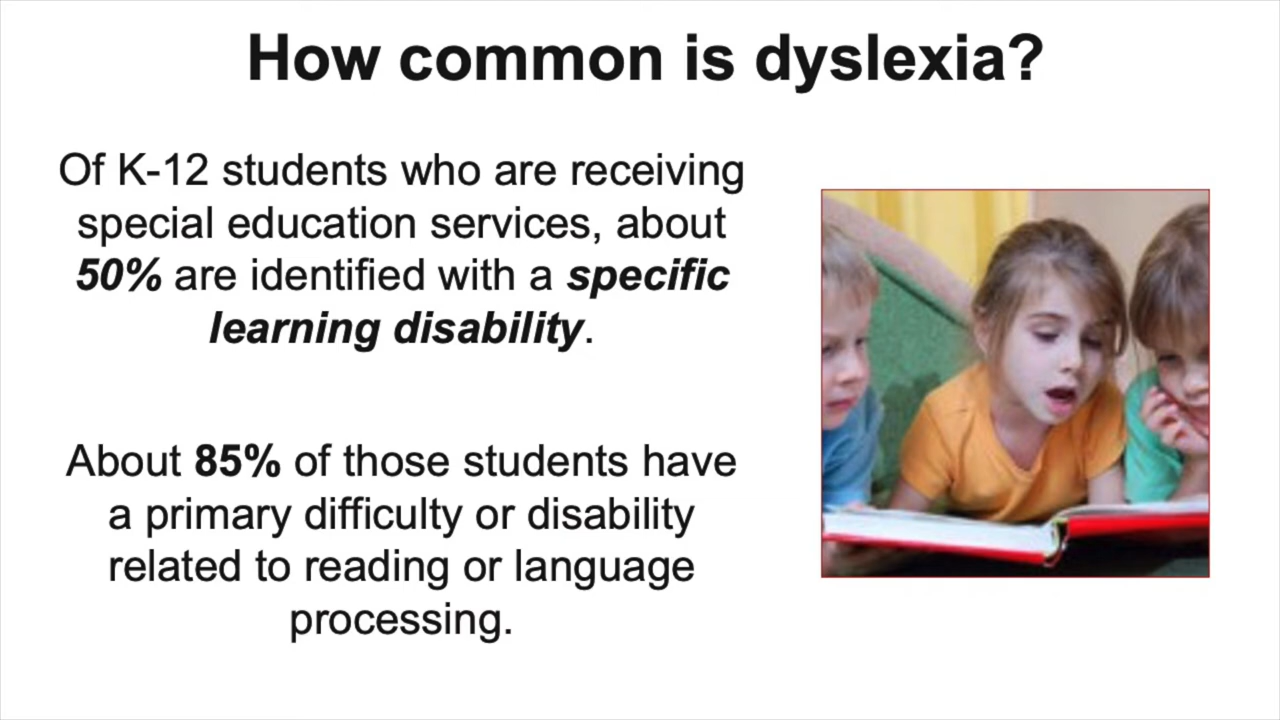 How common is dyslexia?
Of K-12 students who are receiving
special education services, about
50% are identified with a specific
learning disability.
About 85% of those students have
a primary difficulty or disability
related to reading or language
processing.